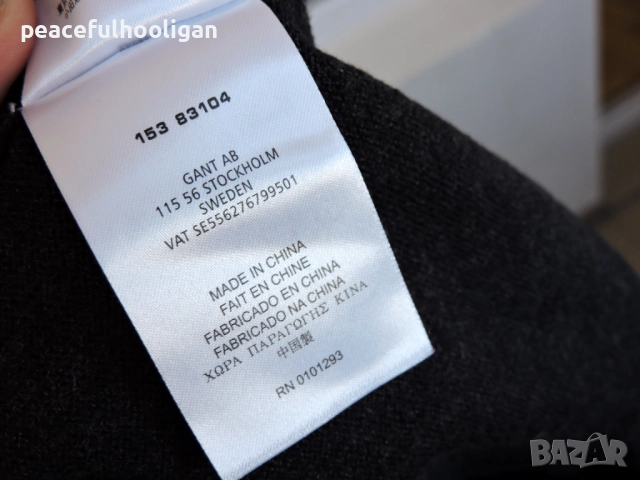 peacefulhooligan
153 83104
GANT AB
115 56 STOCKHOLM
SWEDEN
VAT SE556276799501
MADE IN CHINA
FAIT EN CHINE
FABRICADO EN CHINA
FABRICADO NA CHINA
ΧΩΡΑ ΠΑΡΑΓΩΓΗΣ ΚΙΝΑ
中国製
RN 0101293
BAZAR